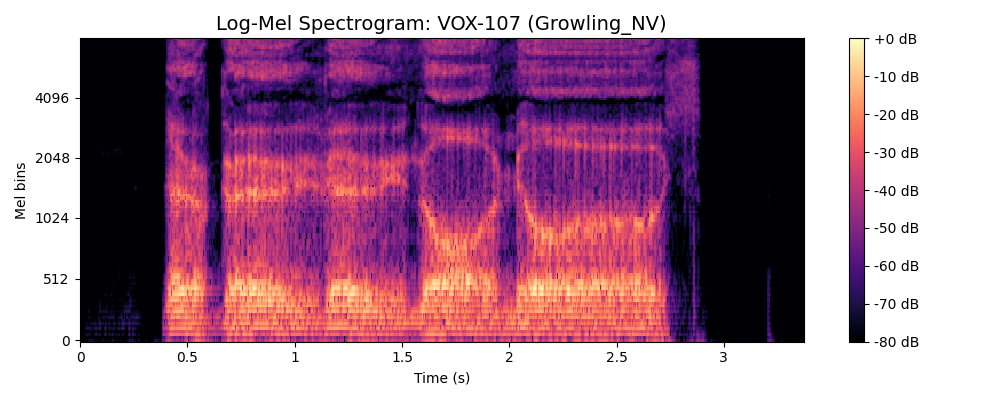 Log-Mel Spectrogram: VOX-107 (Growling_NV)
Mel bins
4096
2048
1024
512
0
0
0.5
1
1.5
2
2.5
3
Time (s)
+0 dB
-10 dB
-20 dB
-30 dB
-40 dB
-50 dB
-60 dB
-70 dB
-80 dB